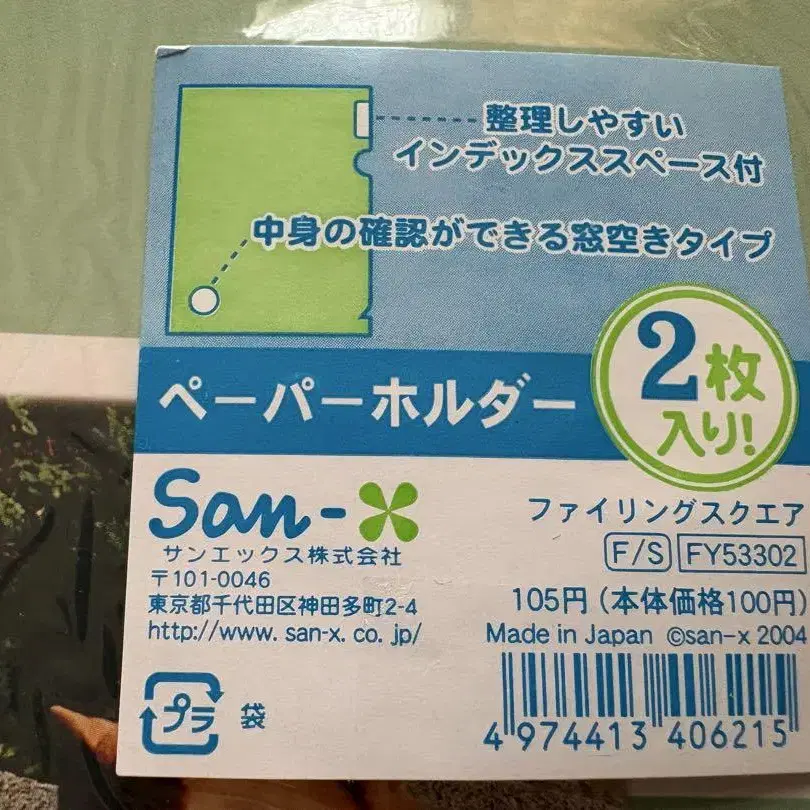 整理しやすい
インデックススペース付
中身の確認ができる窓空きタイプ
2枚
入り!
ペーパーホルダー
San-X
サンエックス株式会社
〒101-0046
東京都千代田区神田多町2-4
http://www.san-x.co.jp/
プラ 袋
ファイリングスクエア
F/S FY53302
105円(本体価格100円)
Made in Japan ©san-x 2004
4 974413 406215